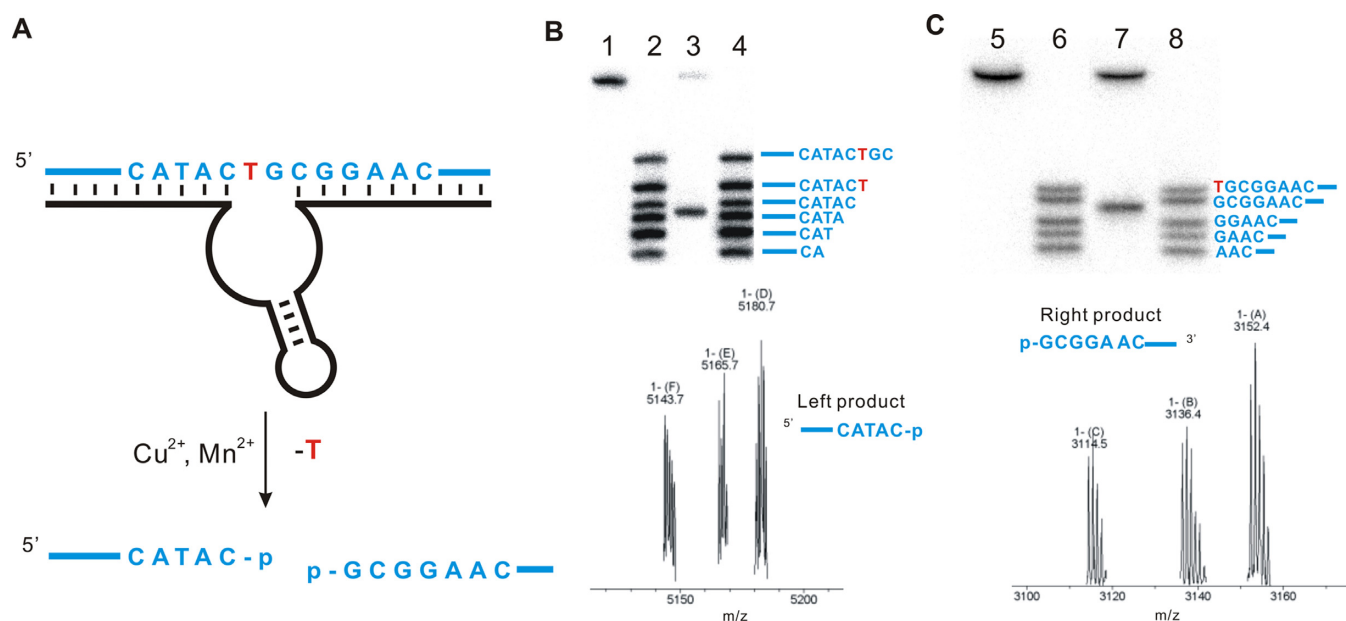 A
5’
CATACTGCGGAAC
Cu2+, Mn2+
-T
5’
CATAC-p
p-GCGGAAC
B
1 2 3 4
CATACTGC
CATACT
CATAC
CATA
CAT
CA
1- (D)
5180.7
1- (E)
5165.7
1- (F)
5143.7
Left product
5’
CATAC-p
5150 5200
m/z
C
5 6 7 8
TGCGGAAC
GCGGAAC
GGAAC
GAAC
AAC
Right product
p-GCGGAAC 3’
1- (A)
3152.4
1- (B)
3136.4
1- (C)
3114.5
3100 3120 3140 3160
m/z